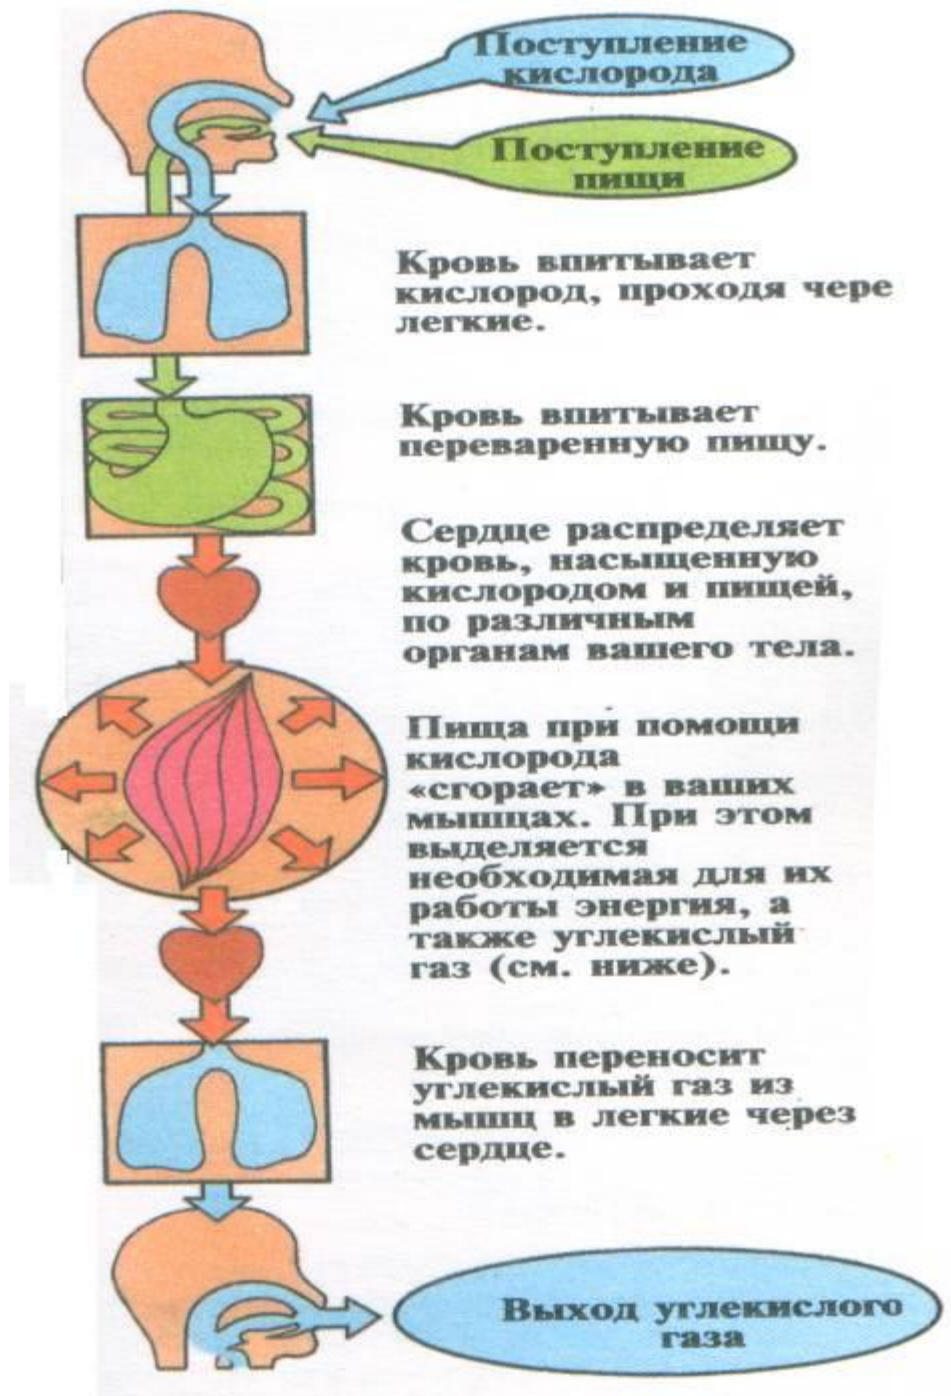 Поступление
кислорода
Поступление
пищи
Кровь впитывает
кислород, проходя чере
легкие.
Кровь впитывает
переваренную пищу.
Сердце распределяет
кровь, насыщенную
кислородом и пищей,
по различным
органам вашего тела.
Пища при помощи
кислорода
«сгорает» в ваших
мышцах. При этом
выделяется
необходимая для их
работы энергия, а
также углекислый
газ (см. ниже).
Кровь переносит
углекислый газ из
мышц в легкие через
сердце.
Выход углекислого
газа